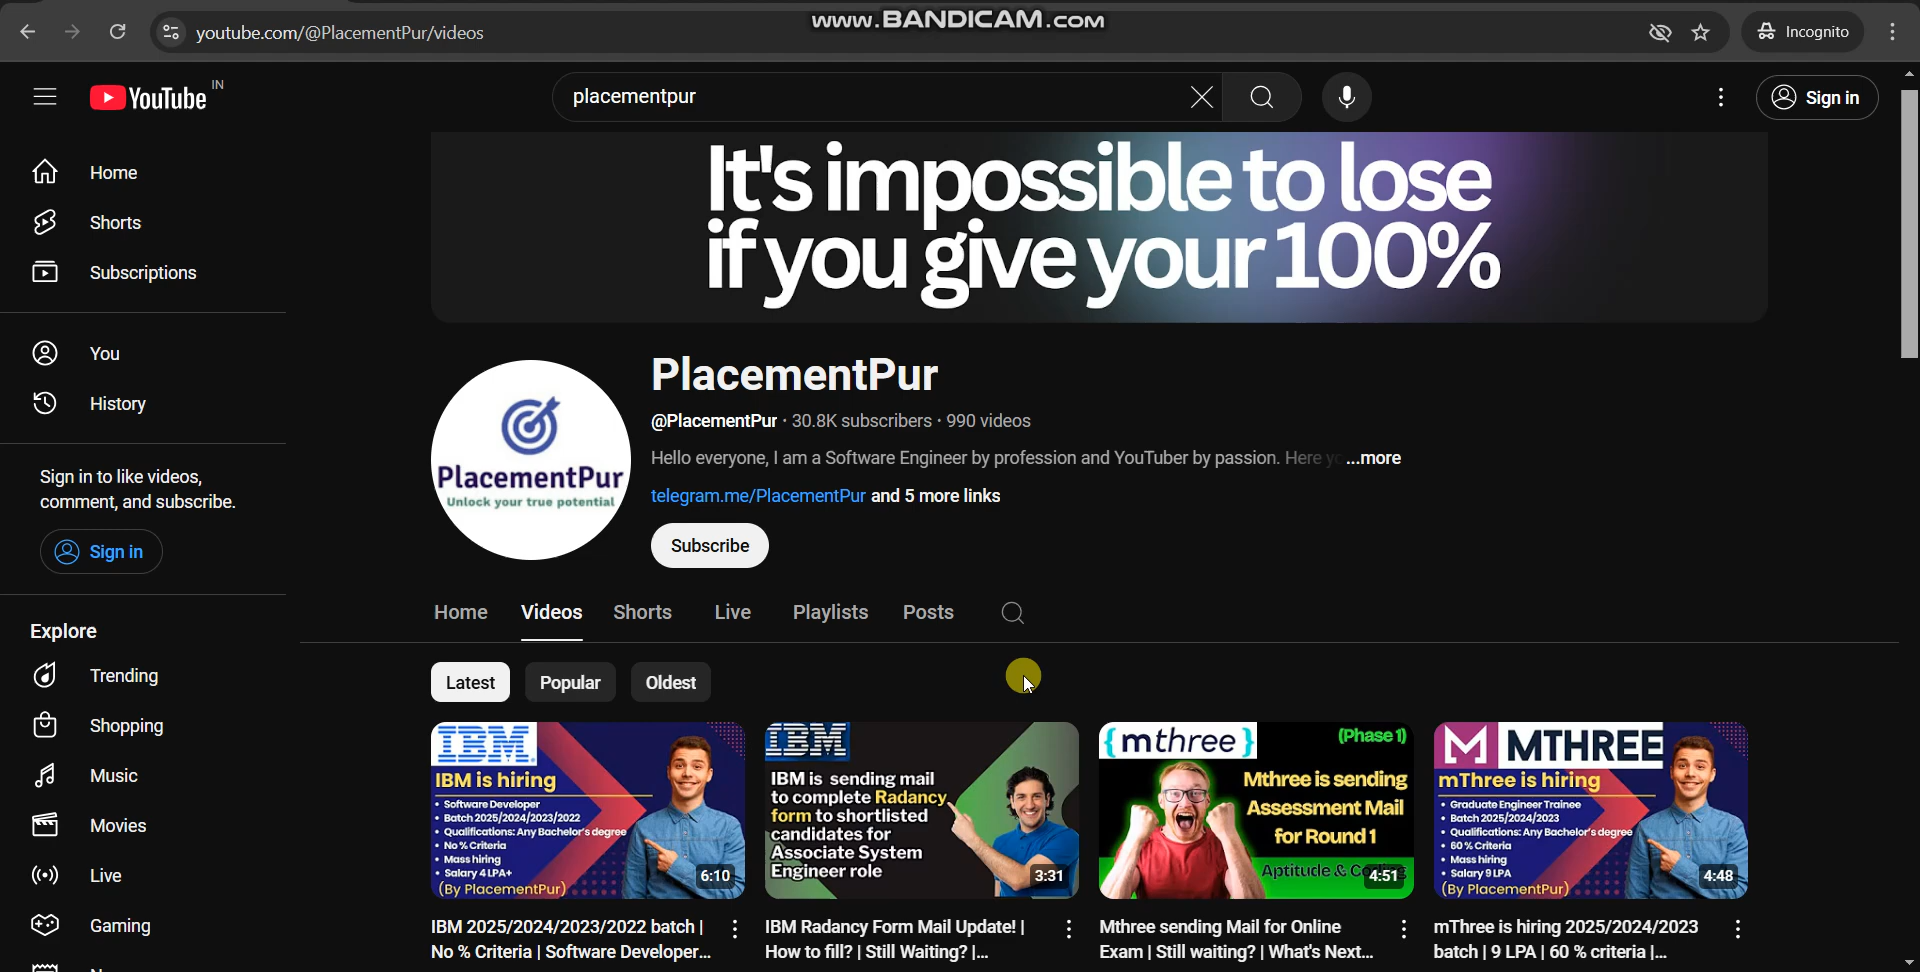 youtube.com/@PlacementPur/videos
www.BANDICAM.com
Incognito
YouTube IN
placementpur
Sign in
Home
Shorts
Subscriptions
You
History
Sign in to like videos,
comment, and subscribe.
Sign in
Explore
Trending
Shopping
Music
Movies
Live
Gaming
It's impossible to lose
if you give your 100%
PlacementPur
Unlock your true potential
PlacementPur
@PlacementPur · 30.8K subscribers · 990 videos
Hello everyone, I am a Software Engineer by profession and YouTuber by passion. Here ...more
telegram.me/PlacementPur and 5 more links
Subscribe
Home Videos Shorts Live Playlists Posts
Latest Popular Oldest
IBM
IBM is hiring
• Software Developer
• Batch 2025/2024/2023/2022
• Qualifications: Any Bachelor's degree
• No % Criteria
• Mass hiring
• Salary 4 LPA+
(By PlacementPur)
6:10
IBM 2025/2024/2023/2022 batch |
No % Criteria | Software Developer...
IBM
IBM is sending mail
to complete Radancy
form to shortlisted
candidates for
Associate System
Engineer role
3:31
IBM Radancy Form Mail Update! |
How to fill? | Still Waiting? |...
{mthree}
(Phase 1)
Mthree is sending
Assessment Mail
for Round 1
Aptitude &
4:51
Mthree sending Mail for Online
Exam | Still waiting? | What's Next...
M MTHREE
mThree is hiring
• Graduate Engineer Trainee
• Batch 2025/2024/2023
• Qualifications: Any Bachelor's degree
• 60 % Criteria
• Mass hiring
• Salary 9 LPA
(By PlacementPur)
4:48
mThree is hiring 2025/2024/2023
batch | 9 LPA | 60 % criteria |...